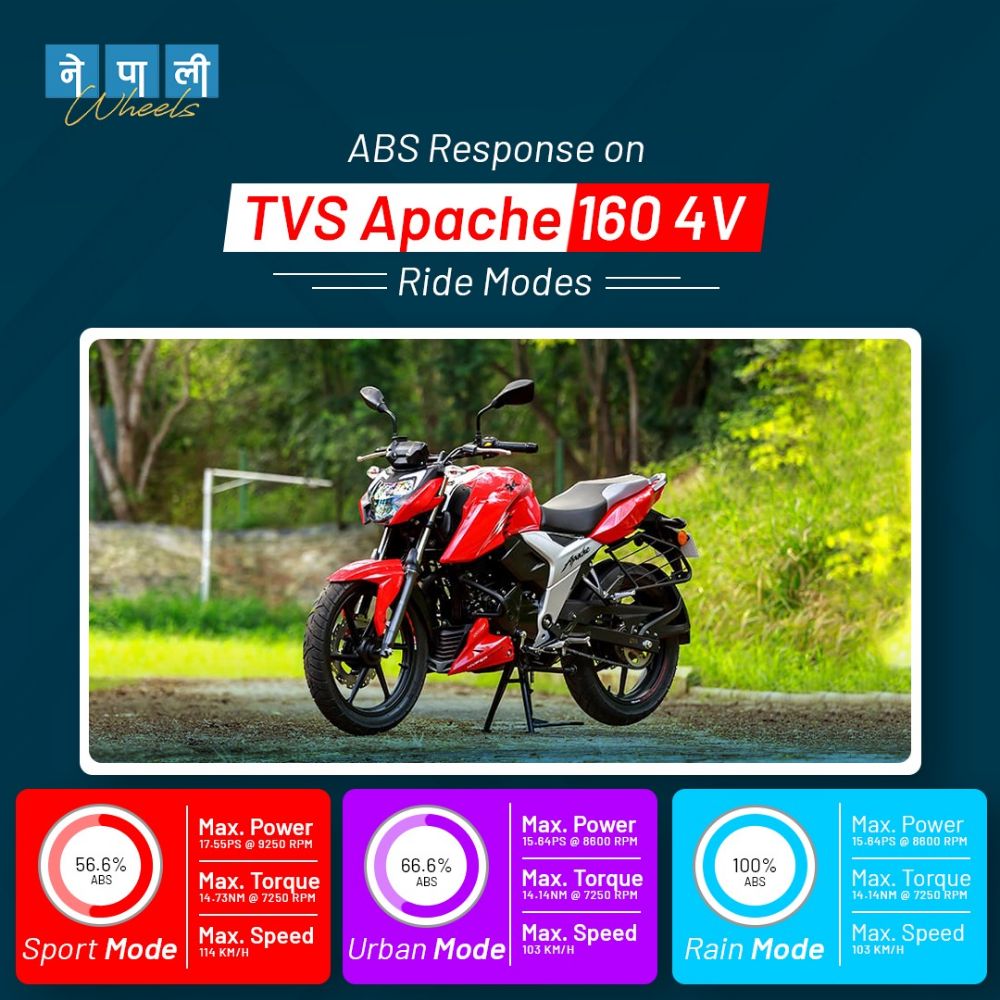 नेपाली
Wheels
ABS Response on
TVS Apache 160 4V
Ride Modes
Apache
56.6%
ABS
Sport Mode
Max. Power
17.55PS @ 9250 RPM
Max. Torque
14.73NM @ 7250 RPM
Max. Speed
114 KM/H
66.6%
ABS
Urban Mode
Max. Power
15.64PS @ 8600 RPM
Max. Torque
14.14NM @ 7250 RPM
Max. Speed
103 KM/H
100%
ABS
Rain Mode
Max. Power
15.64PS @ 8600 RPM
Max. Torque
14.14NM @ 7250 RPM
Max. Speed
103 KM/H